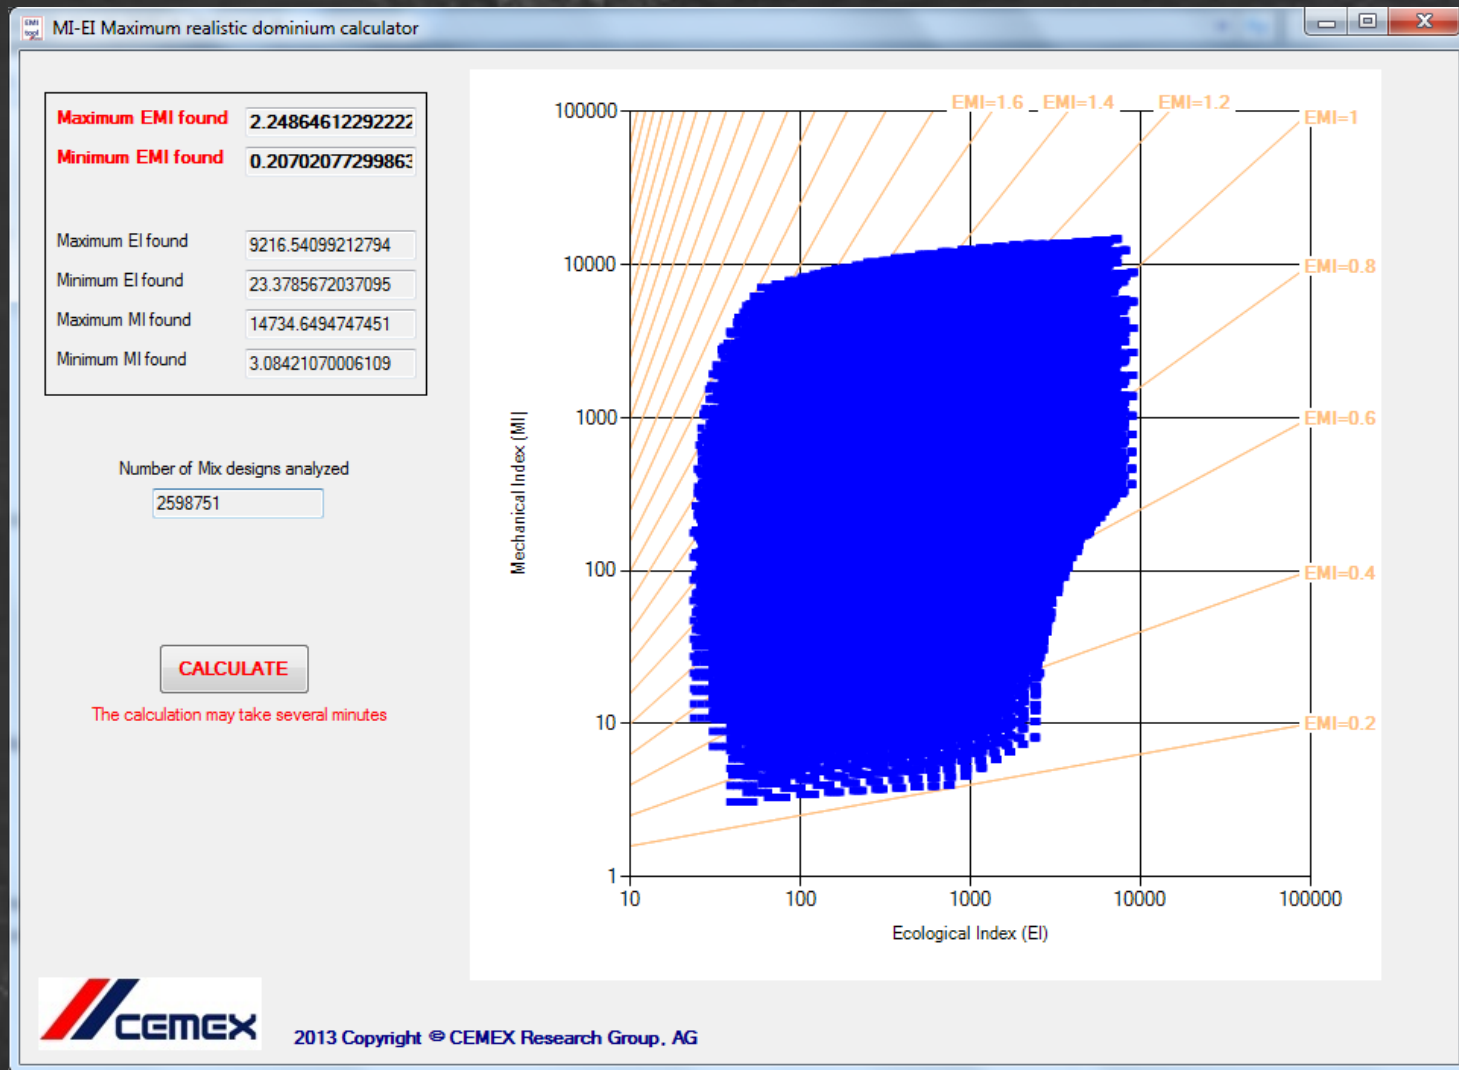 EMI
tool
MI-EI Maximum realistic dominium calculator
Maximum EMI found 2.24864612292222
Minimum EMI found 0.20702077299863
Maximum EI found 9216.54099212794
Minimum EI found 23.3785672037095
Maximum MI found 14734.6494747451
Minimum MI found 3.08421070006109
Number of Mix designs analyzed
2598751
CALCULATE
The calculation may take several minutes
EMI=1.6 EMI=1.4 EMI=1.2
EMI=1
EMI=0.8
EMI=0.6
EMI=0.4
EMI=0.2
100000
10000
1000
100
10
1
Mechanical Index (MI)
10 100 1000 10000 100000
Ecological Index (EI)
CEMEX
2013 Copyright © CEMEX Research Group, AG